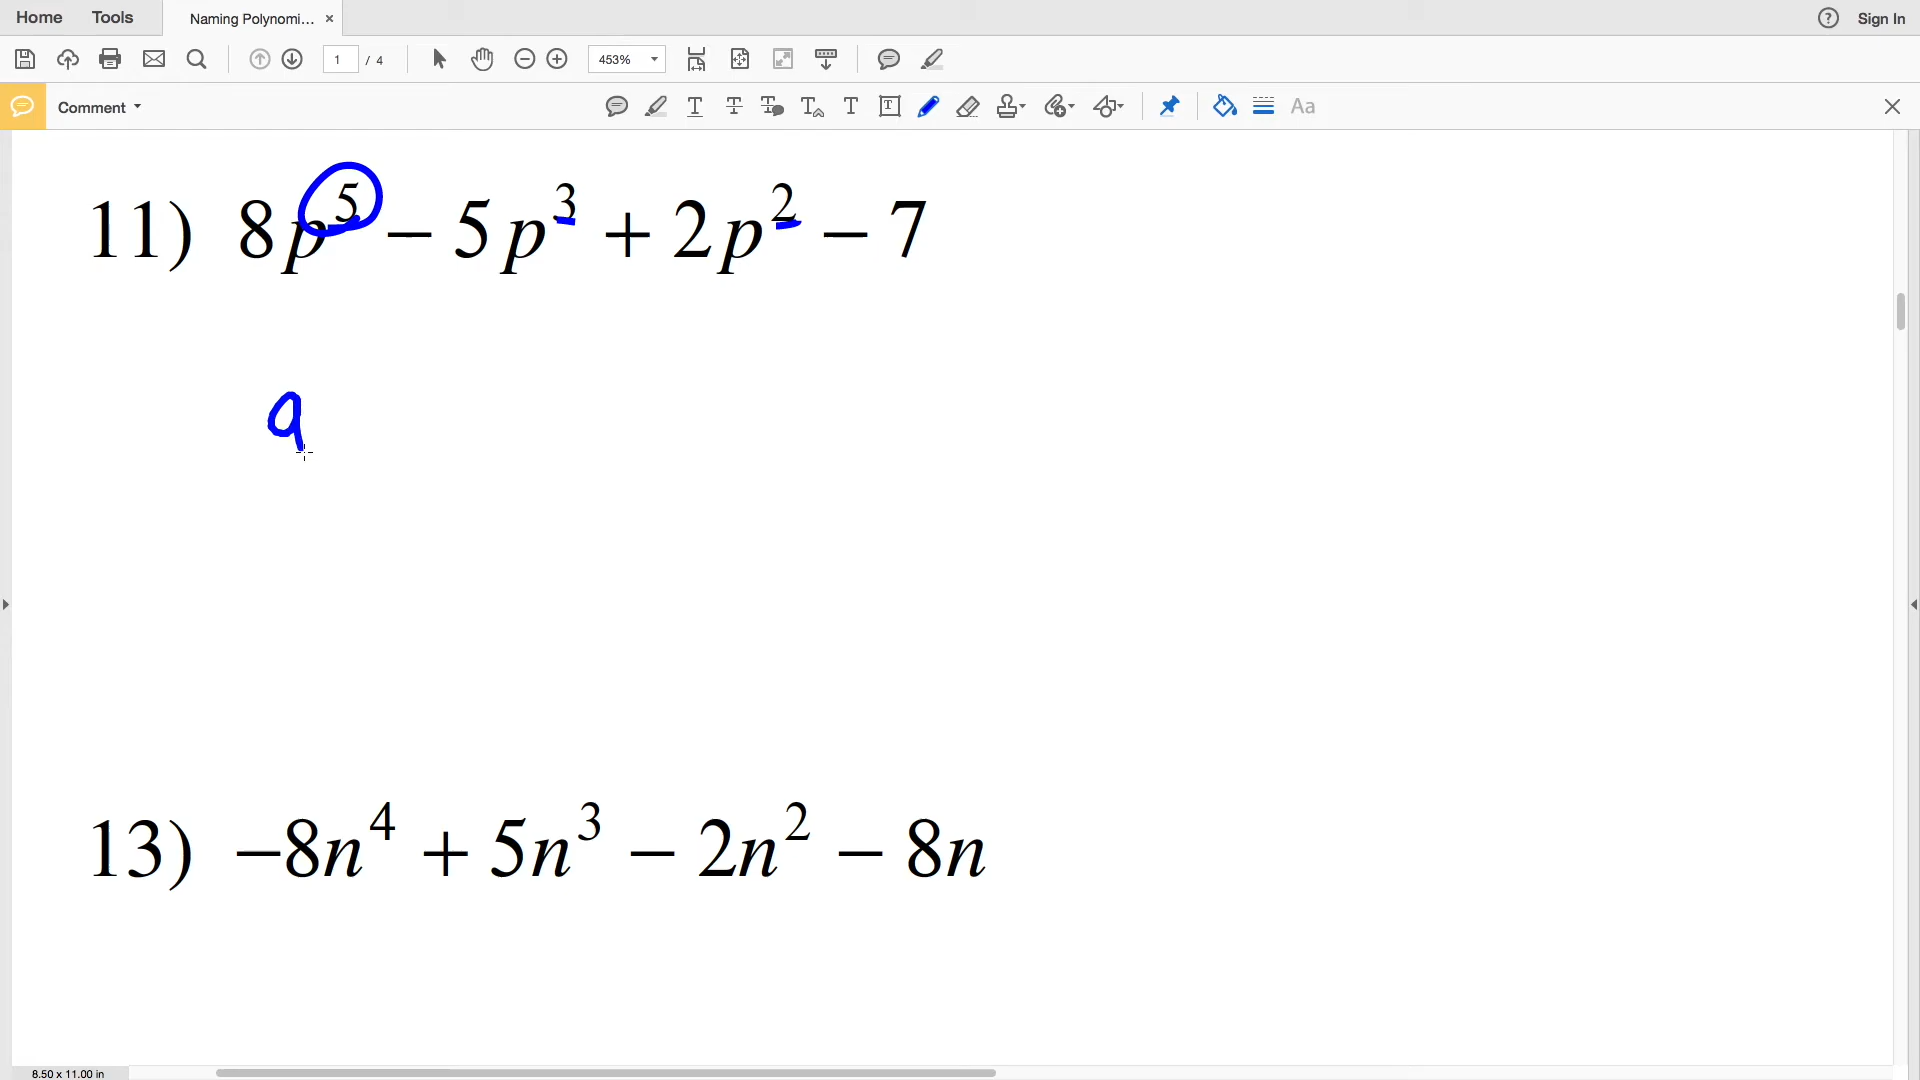 Home Tools Naming Polynomi... × ? Sign In
1 / 4 453%
Comment Aa
11) 8p^5 − 5p^3 + 2p^2 − 7
13) −8n^4 + 5n^3 − 2n^2 − 8n
8.50 x 11.00 in